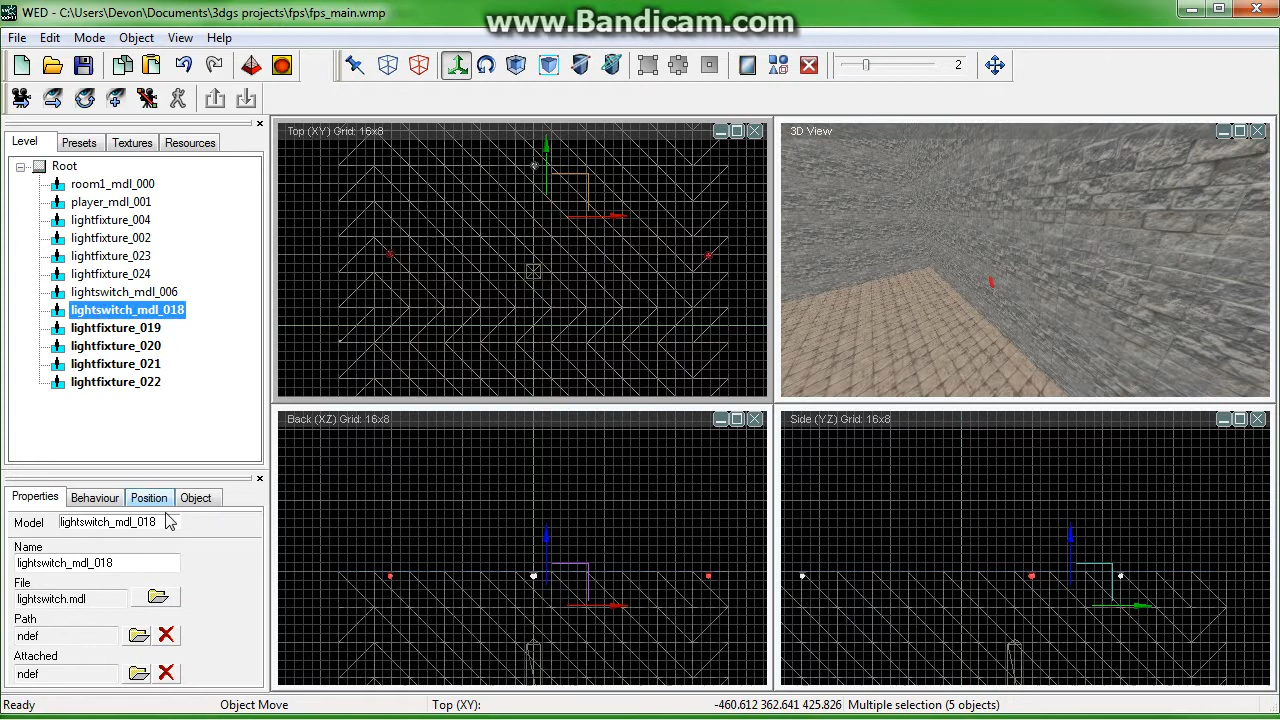 WED - C:\Users\Devon\Documents\3dgs projects\fps\fps_main.wmp
www.Bandicam.com
File Edit Mode Object View Help
2
Level Presets Textures Resources
Root
room1_mdl_000
player_mdl_001
lightfixture_004
lightfixture_002
lightfixture_023
lightfixture_024
lightswitch_mdl_006
lightswitch_mdl_018
lightfixture_019
lightfixture_020
lightfixture_021
lightfixture_022
Top (XY) Grid: 16x8
3D View
Back (XZ) Grid: 16x8
Side (YZ) Grid: 16x8
Properties Behaviour Position Object
Model lightswitch_mdl_018
Name
lightswitch_mdl_018
File
lightswitch.mdl
Path
ndef
Attached
ndef
Ready Object Move Top (XY): -460.612 362.641 425.826 Multiple selection (5 objects)